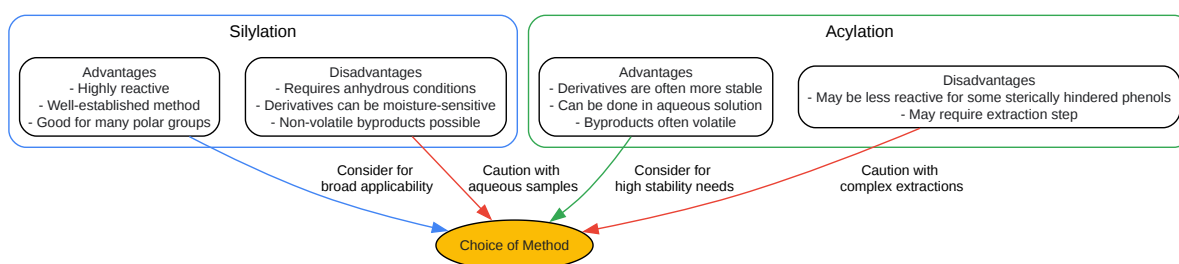 Silylation
Advantages
- Highly reactive
- Well-established method
- Good for many polar groups
Disadvantages
- Requires anhydrous conditions
- Derivatives can be moisture-sensitive
- Non-volatile byproducts possible
Acylation
Advantages
- Derivatives are often more stable
- Can be done in aqueous solution
- Byproducts often volatile
Disadvantages
- May be less reactive for some sterically hindered phenols
- May require extraction step
Consider for
broad applicability
Caution with
aqueous samples
Consider for
high stability needs
Caution with
complex extractions
Choice of Method